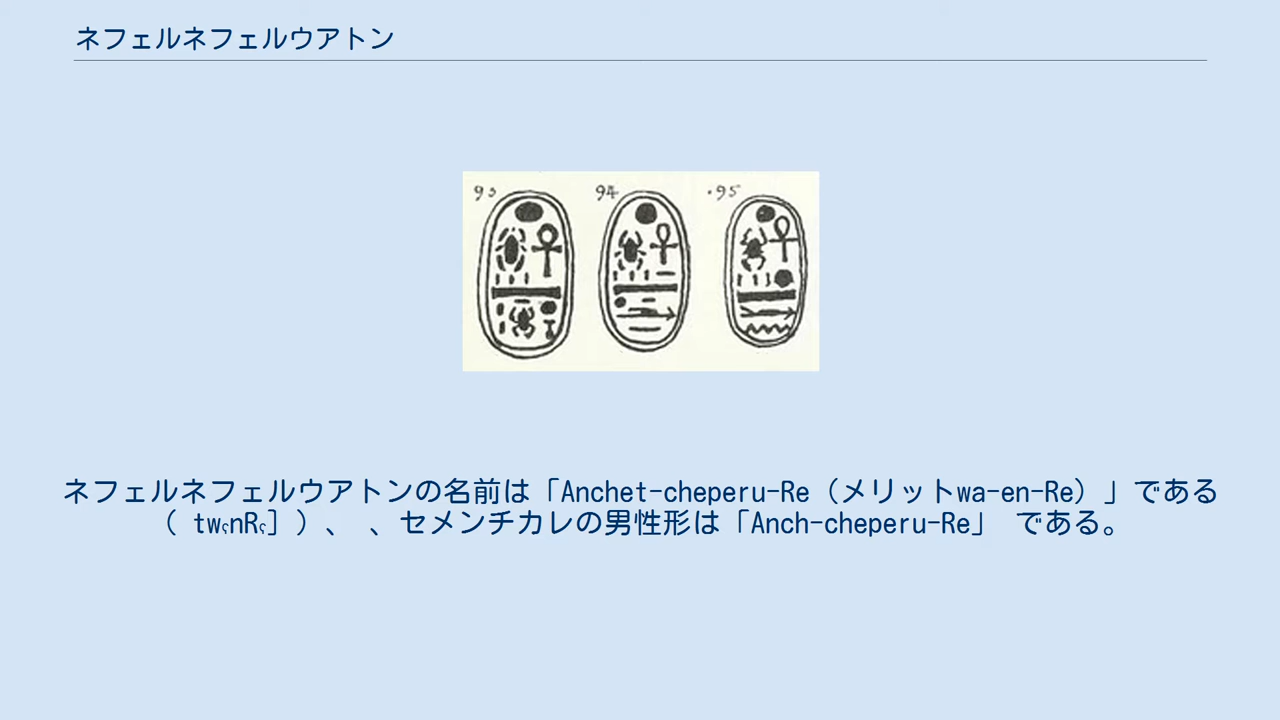 ネフェルネフェルウアトン
93 94 .95
ネフェルネフェルウアトンの名前は「Anchet-cheperu-Re（メリットwa-en-Re）」である
（ twςnRς］）、 、セメンチカレの男性形は「Anch-cheperu-Re」 である。